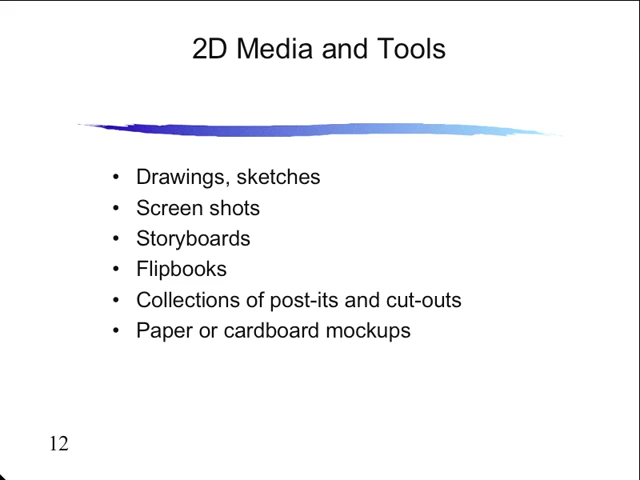 2D Media and Tools
• Drawings, sketches
• Screen shots
• Storyboards
• Flipbooks
• Collections of post-its and cut-outs
• Paper or cardboard mockups
12